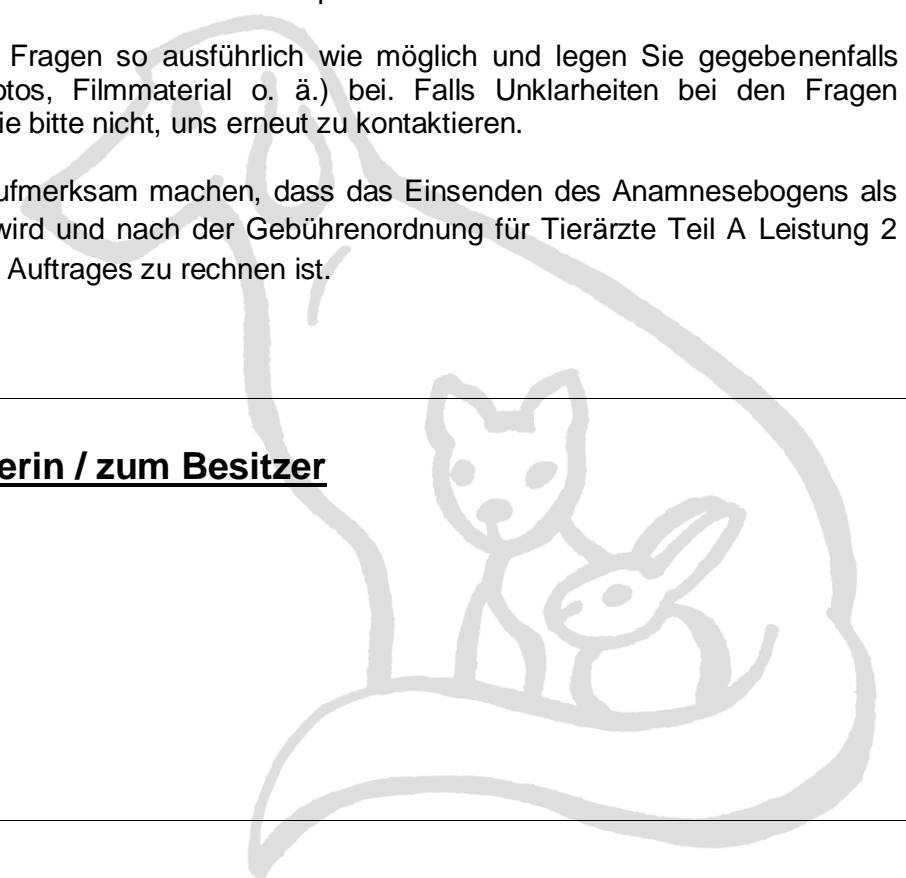 Fragen so ausführlich wie möglich und legen Sie gegebenenfalls
otos, Filmmaterial o. ä.) bei. Falls Unklarheiten bei den Fragen
ie bitte nicht, uns erneut zu kontaktieren.
ufmerksam machen, dass das Einsenden des Anamnesebogens als
wird und nach der Gebührenordnung für Tierärzte Teil A Leistung 2
Auftrages zu rechnen ist.
erin / zum Besitzer